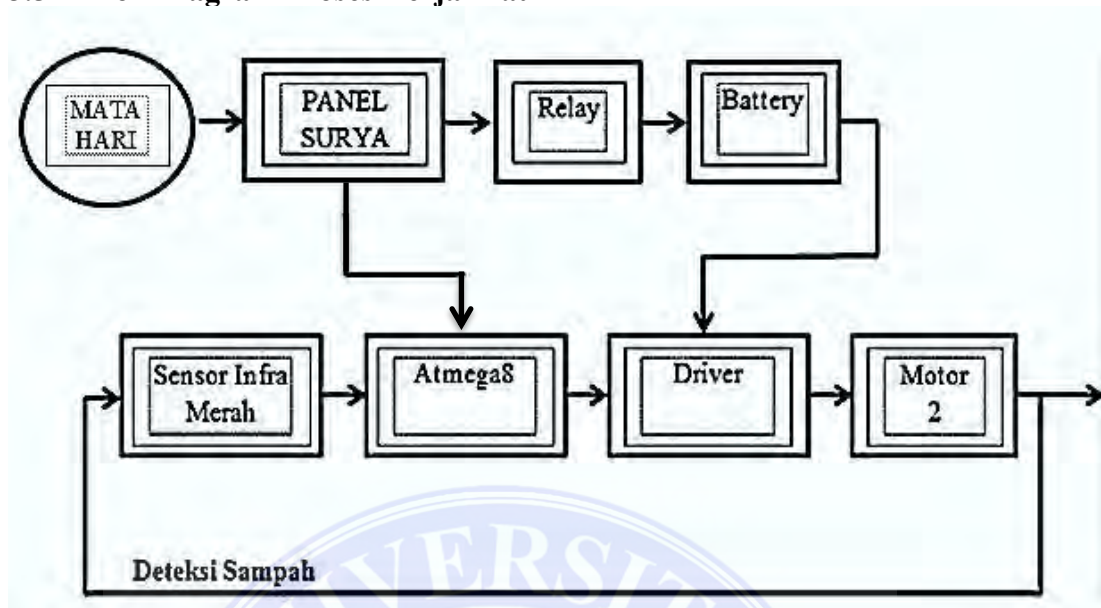 MATA
HARI
PANEL
SURYA
Relay
Battery
Sensor Infra
Merah
Atmega8
Driver
Motor
2
Deteksi Sampah